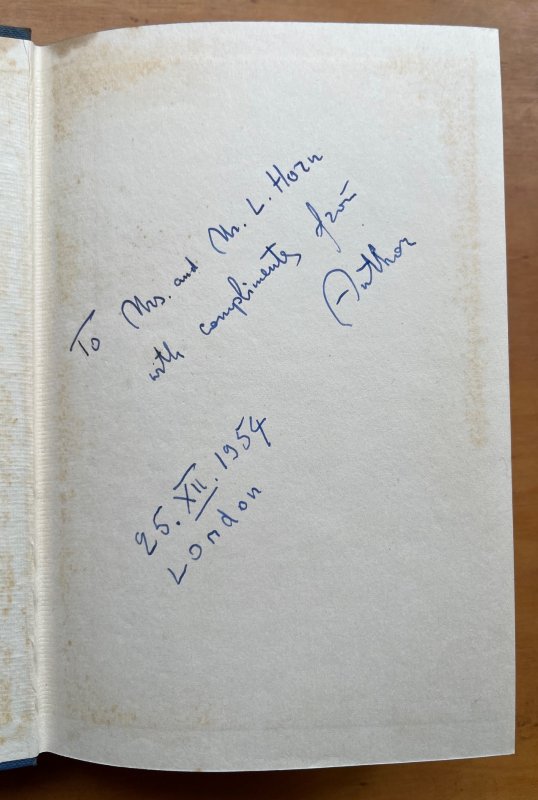 To Mrs. and Mr. L. Horn
with compliments from
Author
25. XII. 1954
London